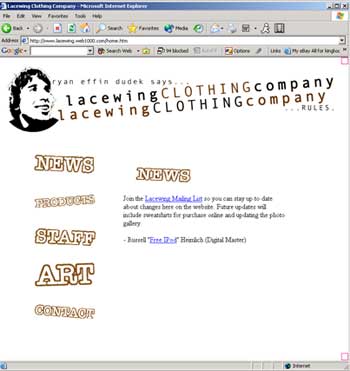 Lacewing Clothing Company - Microsoft Internet Explorer
File Edit View Favorites Tools Help
Back Search Favorites Media
Address http://www.lacewing.web1000.com/home.htm
Google Search Web 94 blocked Options Links My eBay All for kinghox
ryan effin dudek says...
lacewingCLOTHINGcompany
lacewingCLOTHINGcompany
...RULES.
NEWS
PRODUCTS
STAFF
ART
CONTACT
NEWS
Join the Lacewing Mailing List so you can stay up to date
about changes here on the website. Future updates will
include sweatshirts for purchase online and updating the photo
gallery.
- Russell "Free IPod" Heimlich (Digital Master)
Internet